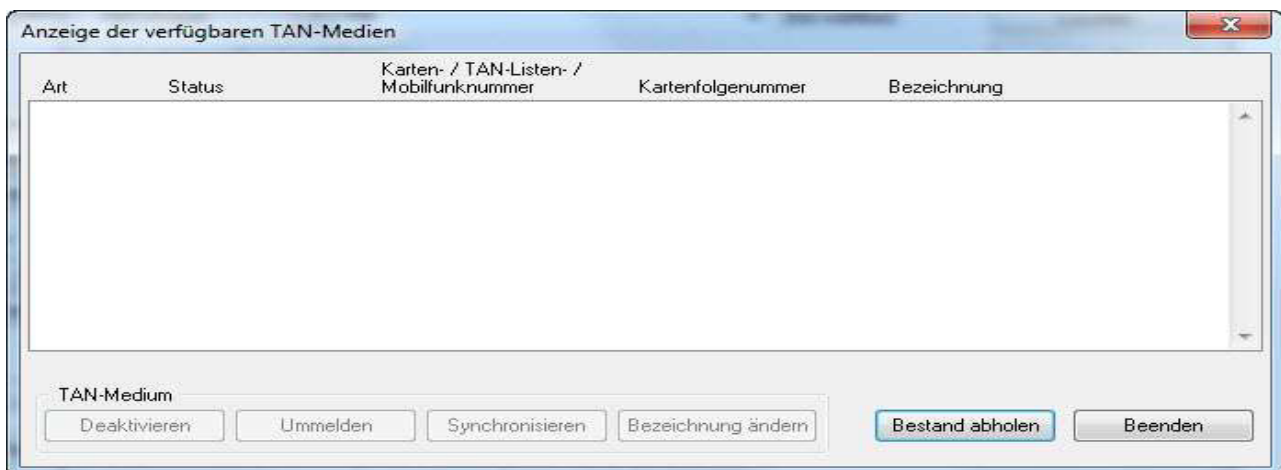 Anzeige der verfügbaren TAN-Medien
Art
Status
Karten- / TAN-Listen- /
Mobilfunknummer
Kartenfolgenummer
Bezeichnung
TAN-Medium
Deaktivieren
Ummelden
Synchronisieren
Bezeichnung ändern
Bestand abholen
Beenden